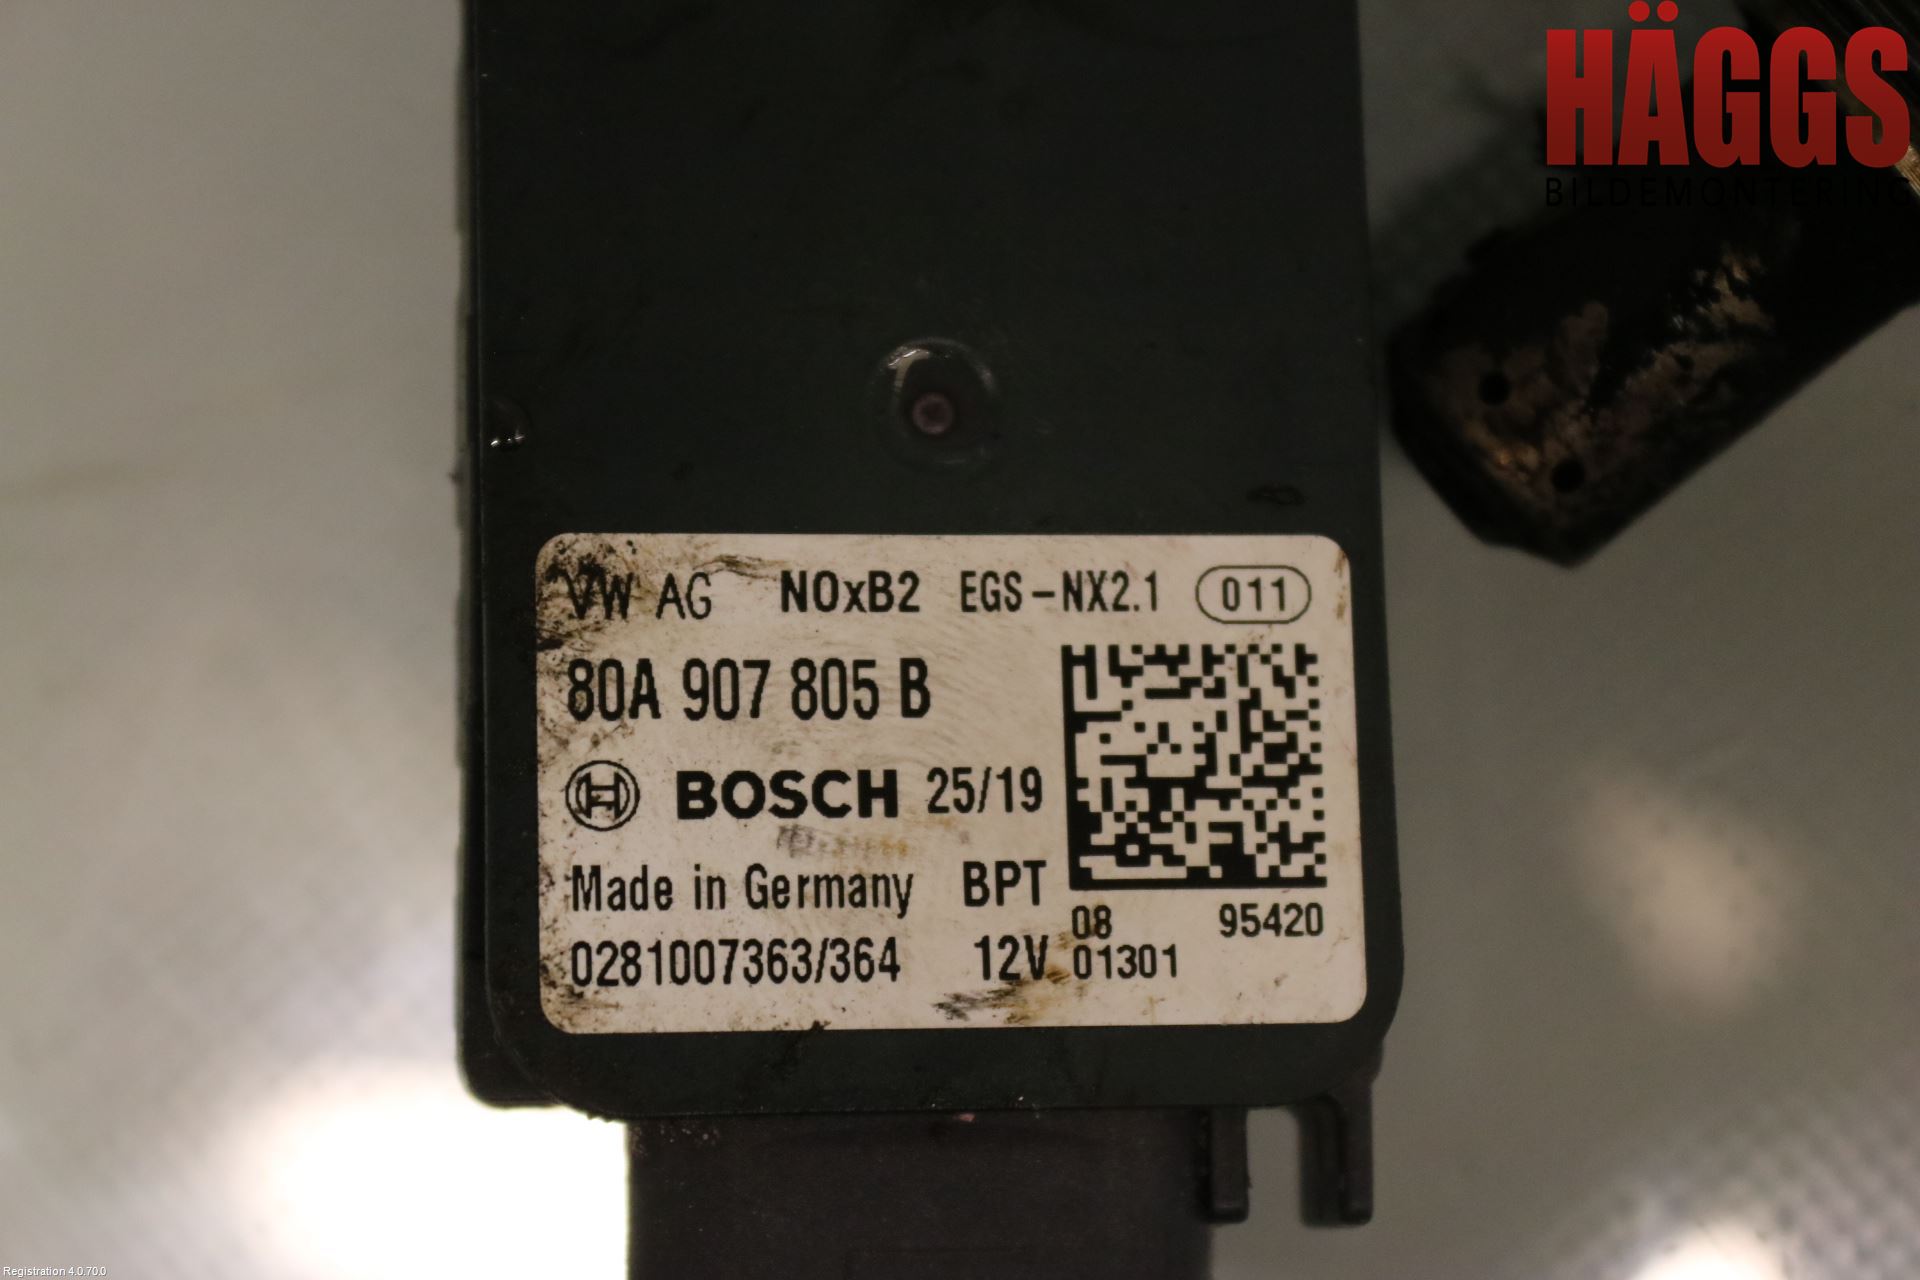 HÄGGS
BILDEMONTERING
VW AG NOxB2 EGS-NX2.1 011
80A 907 805 B
BOSCH 25/19
Made in Germany BPT
08 95420
0281007363/364 12V 01301
Registration 4.0.70.0